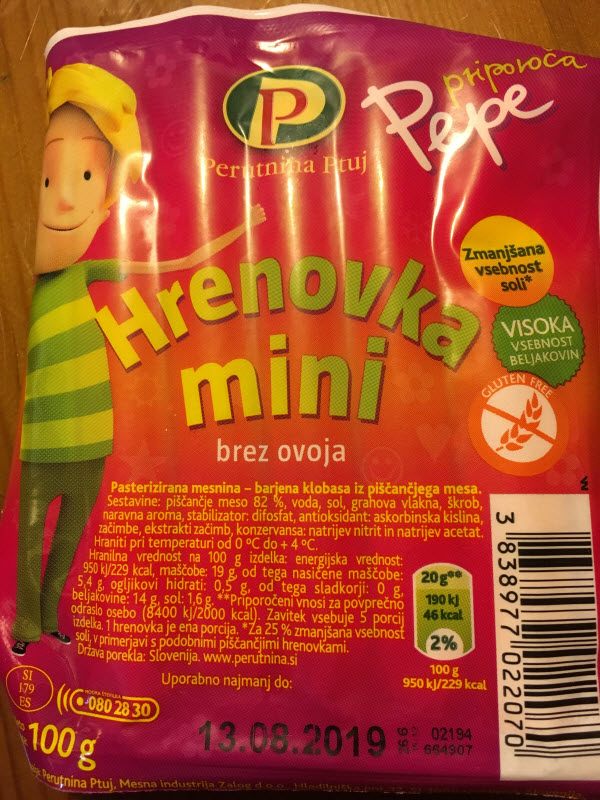 priporoča
Pepe
P
Perutnina Ptuj
Hrenovka
mini
brez ovoja
Zmanjšana
vsebnost
soli*
VISOKA
VSEBNOST
BELJAKOVIN
GLUTEN FREE
Pasterizirana mesnina – barjena klobasa iz piščančjega mesa.
Sestavine: piščančje meso 82 %, voda, sol, grahova vlakna, škrob,
naravna aroma, stabilizator: difosfat, antioksidant: askorbinska kislina,
začimbe, ekstrakti začimb, konzervansa: natrijev nitrit in natrijev acetat.
Hraniti pri temperaturi od 0 °C do + 4 °C.
Hranilna vrednost na 100 g izdelka: energijska vrednost:
950 kJ/229 kcal, maščobe: 19 g, od tega nasičene maščobe:
5,4 g, ogljikovi hidrati: 0,5 g, od tega sladkorji: 0 g,
beljakovine: 14 g, sol: 1,6 g. **Priporočeni vnosi za povprečno
odraslo osebo (8400 kJ/2000 kcal). Zavitek vsebuje 5 porcij
izdelka. 1 hrenovka je ena porcija. *Za 25 % zmanjšana vsebnost
soli, v primerjavi s podobnimi piščančjimi hrenovkami.
Država porekla: Slovenija. www.perutnina.si
20 g**
190 kJ
46 kcal
2%
100 g
950 kJ/229 kcal
3 838977 022070
Uporabno najmanj do:
SI
179
ES
MODRA ŠTEVILKA
080 28 30
100 g
13.08.2019
02194
664907
Perutnina Ptuj, Mesna industrija Zalog d.o.o.,